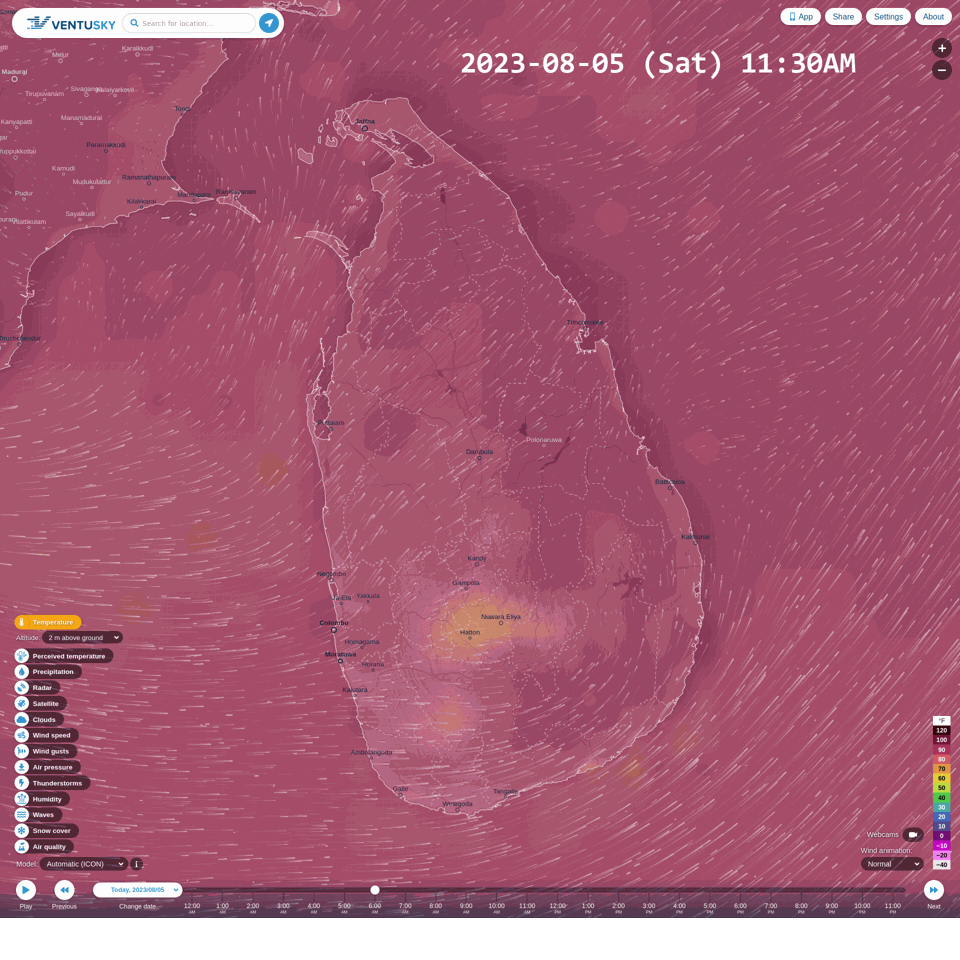 VENTUSKY
Search for location...
App
Share
Settings
About
2023-08-05 (Sat) 11:30AM
+
−
Melur
Karaikkudi
Madurai
Tirupuvanam
Kanyapatti
Manamadurai
Tondi
Jaffna
Paramakkudi
Kamudi
Mudukulattur
Ramanathapuram
Pudur
Kilakkarai
Mandapam
Sayalkudi
Trincomalee
Puttalam
Polonaruwa
Dambula
Batticaloa
Kalmunai
Kandy
Negombo
Gampola
Ja-Ela
Yakkala
Colombo
Nuwara Eliya
Hatton
Homagama
Moratuwa
Horana
Kalutara
Ambalangoda
Galle
Tangalle
Weligoda
Temperature
Altitude:
2 m above ground
Perceived temperature
Precipitation
Radar
Satellite
Clouds
Wind speed
Wind gusts
Air pressure
Thunderstorms
Humidity
Waves
Snow cover
Air quality
Model:
Automatic (ICON)
i
°F
120
100
90
80
70
60
50
40
30
20
10
0
−10
−20
−40
Webcams
Wind animation:
Normal
Play
Previous
Today, 2023/08/05
Change date
12:00 AM
1:00 AM
2:00 AM
3:00 AM
4:00 AM
5:00 AM
6:00 AM
7:00 AM
8:00 AM
9:00 AM
10:00 AM
11:00 AM
12:00 PM
1:00 PM
2:00 PM
3:00 PM
4:00 PM
5:00 PM
6:00 PM
7:00 PM
8:00 PM
9:00 PM
10:00 PM
11:00 PM
Next